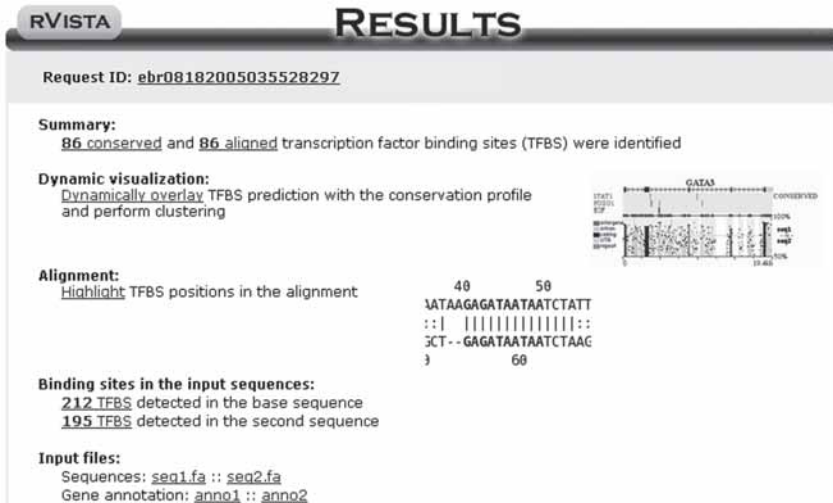 RVISTA
RESULTS
Request ID: ebr08182005035528297
Summary:
86 conserved and 86 aligned transcription factor binding sites (TFBS) were identified
Dynamic visualization:
Dynamically overlay TFBS prediction with the conservation profile
and perform clustering
GATA3
CONSERVED
100%
seq1
seq2
50%
0
Alignment:
Highlight TFBS positions in the alignment
40 50
AATAAGAGATAATAATCTATT
::| ||||||||||||||::
GCT--GAGATAATAATCTAAG
60
Binding sites in the input sequences:
212 TFBS detected in the base sequence
195 TFBS detected in the second sequence
Input files:
Sequences: seq1.fa :: seq2.fa
Gene annotation: anno1 :: anno2